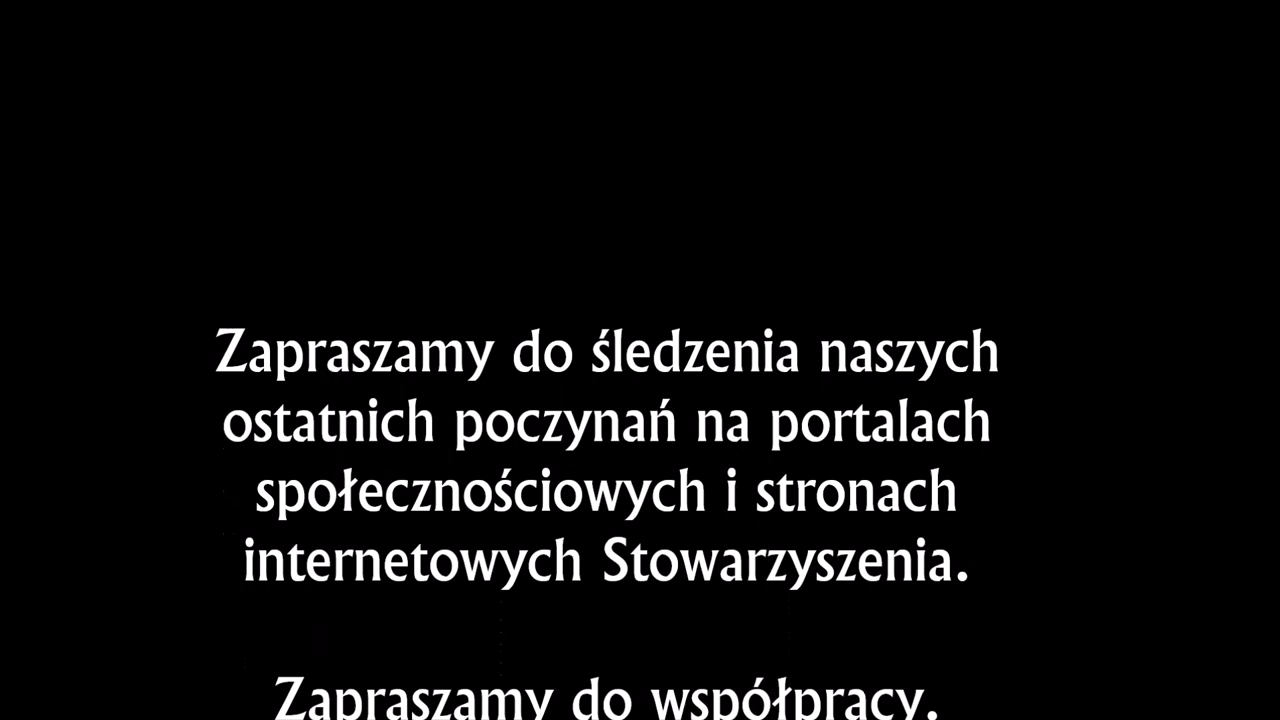 Zapraszamy do śledzenia naszych
ostatnich poczynań na portalach
społecznościowych i stronach
internetowych Stowarzyszenia.
Zapraszamy do współpracy.